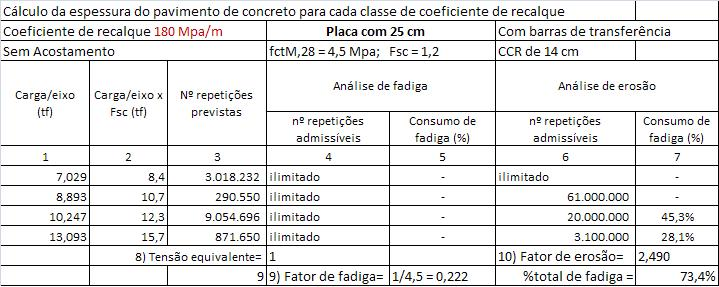 Cálculo da espessura do pavimento de concreto para cada classe de coeficiente de recalque
Coeficiente de recalque 180 Mpa/m Placa com 25 cm Com barras de transferência
Sem Acostamento fctM,28 = 4,5 Mpa; Fsc = 1,2 CCR de 14 cm
Carga/eixo (tf) Carga/eixo x Fsc (tf) Nº repetições previstas Análise de fadiga Análise de erosão
nº repetições admissíveis Consumo de fadiga (%) nº repetições admissíveis Consumo de fadiga (%)
1 2 3 4 5 6 7
7,029 8,4 3.018.232 ilimitado - ilimitado -
8,893 10,7 290.550 ilimitado - 61.000.000 -
10,247 12,3 9.054.696 ilimitado - 20.000.000 45,3%
13,093 15,7 871.650 ilimitado - 3.100.000 28,1%
8) Tensão equivalente= 1 10) Fator de erosão= 2,490
9 9) Fator de fadiga= 1/4,5 = 0,222 %total de fadiga = 73,4%